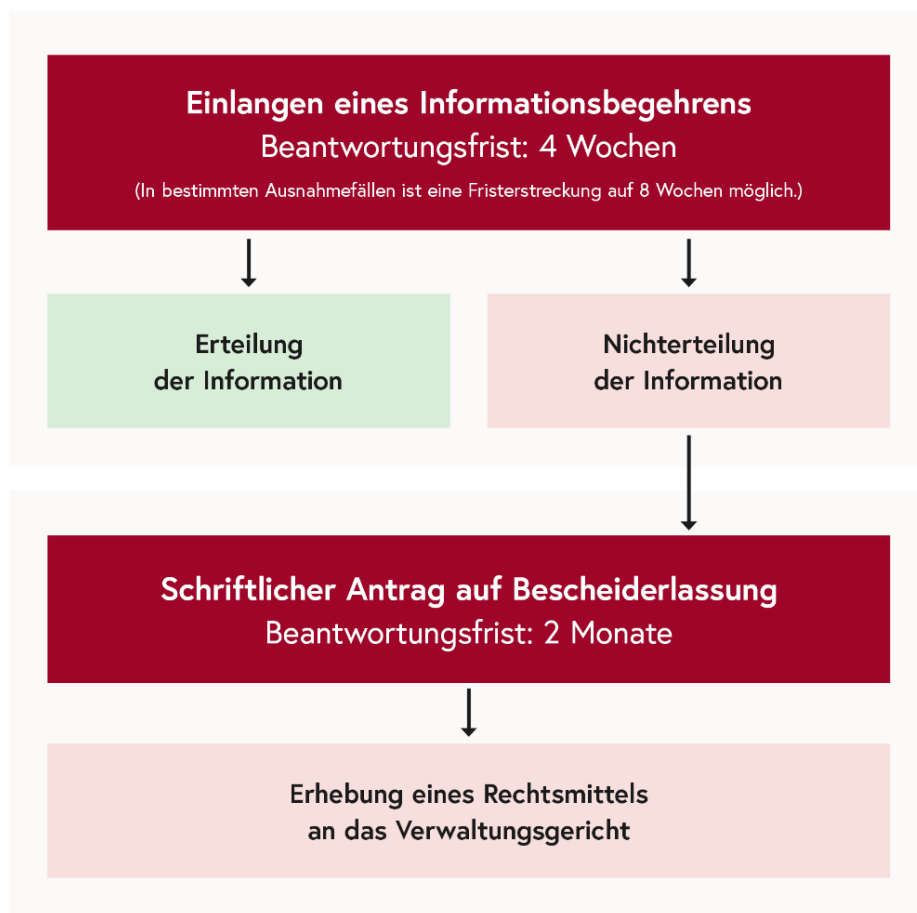 Einlangen eines Informationsbegehrens
Beantwortungsfrist: 4 Wochen
(In bestimmten Ausnahmefällen ist eine Fristerstreckung auf 8 Wochen möglich.)
Erteilung
der Information
Nichterteilung
der Information
Schriftlicher Antrag auf Bescheiderlassung
Beantwortungsfrist: 2 Monate
Erhebung eines Rechtsmittels
an das Verwaltungsgericht